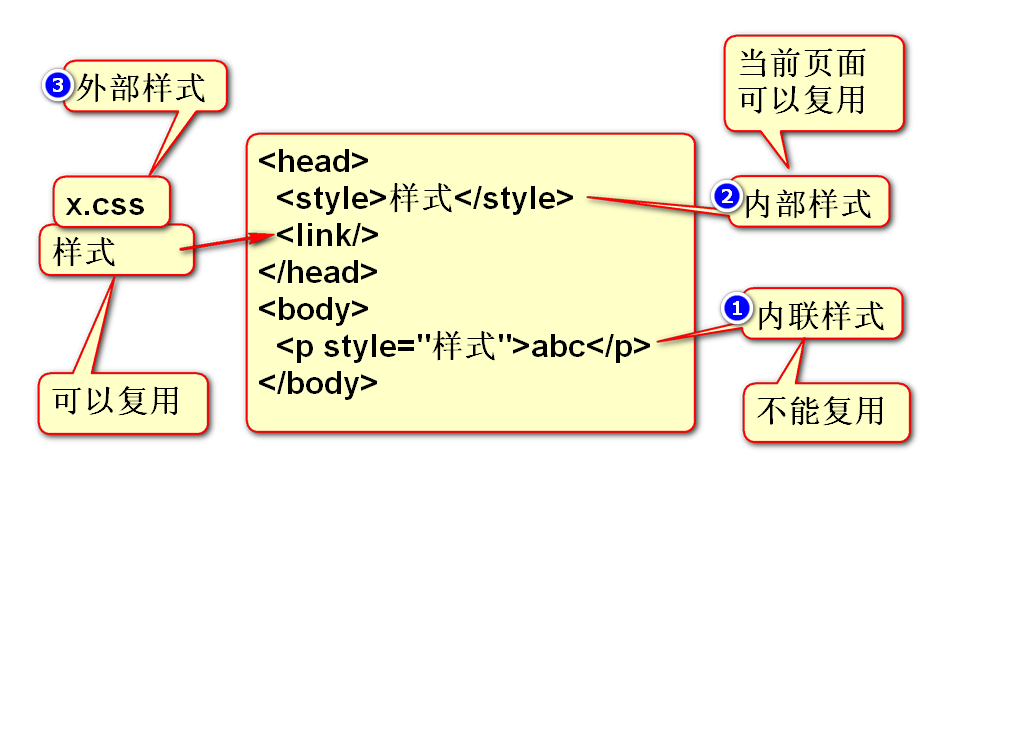 3 外部样式
x.css
样式
可以复用
<head>
<style>样式</style>
<link/>
</head>
<body>
<p style="样式">abc</p>
</body>
当前页面
可以复用
2 内部样式
1 内联样式
不能复用